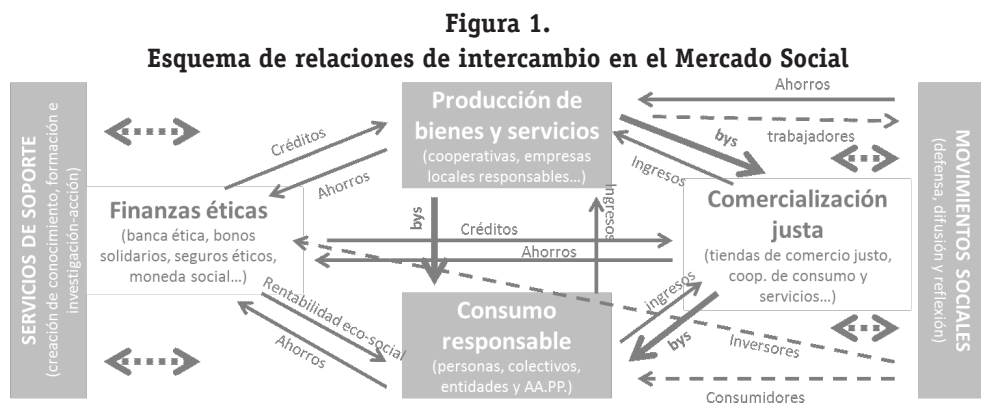 Figura 1.
Esquema de relaciones de intercambio en el Mercado Social
SERVICIOS DE SOPORTE
(creación de conocimiento, formación e
investigación-acción)
Créditos
Ahorros
Finanzas éticas
(banca ética, bonos
solidarios, seguros éticos,
moneda social...)
Rentabilidad eco-social
Ahorros
Producción de
bienes y servicios
(cooperativas, empresas
locales responsables...)
bys
Ingresos
Créditos
Ahorros
Consumo
responsable
(personas, colectivos,
entidades y AA.PP.)
Ahorros
trabajadores
bys
Ingresos
Comercialización
justa
(tiendas de comercio justo,
coop. de consumo y
servicios...)
ingresos
bys
Inversores
Consumidores
MOVIMIENTOS SOCIALES
(defensa, difusión y reflexión)